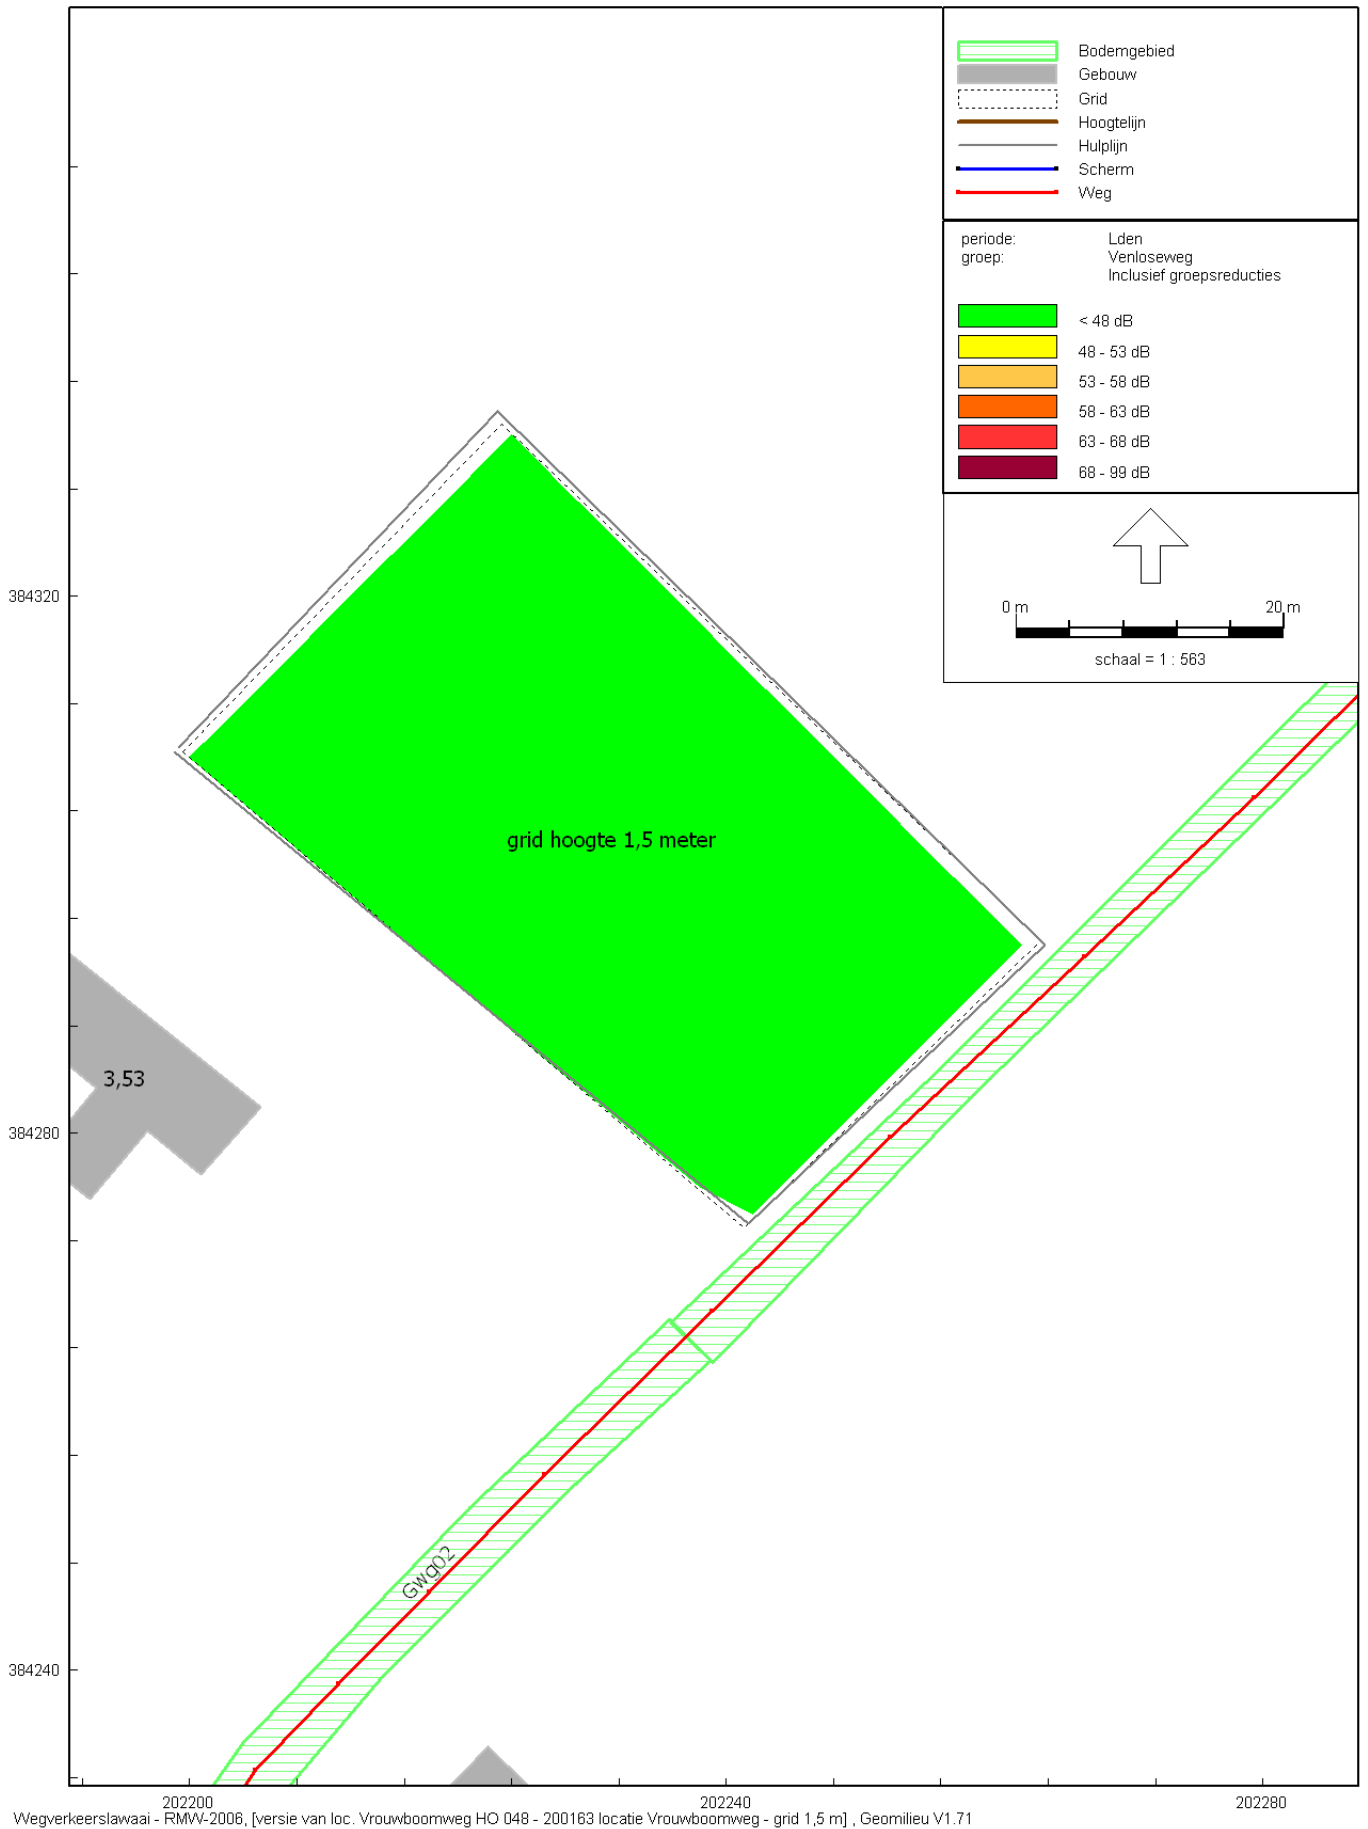 Bodemgebied
Gebouw
Grid
Hoogtelijn
Hulplijn
Scherm
Weg
periode: Lden
groep: Venloseweg
Inclusief groepsreducties
< 48 dB
48 - 53 dB
53 - 58 dB
58 - 63 dB
63 - 68 dB
68 - 99 dB
0 m 20 m
schaal = 1 : 563
384320
grid hoogte 1,5 meter
3,53
384280
Gwg02
384240
202200 202240 202280
Wegverkeerslawaai - RMW-2006, [versie van loc. Vrouwboomweg HO 048 - 200163 locatie Vrouwboomweg - grid 1,5 m] , Geomilieu V1.71